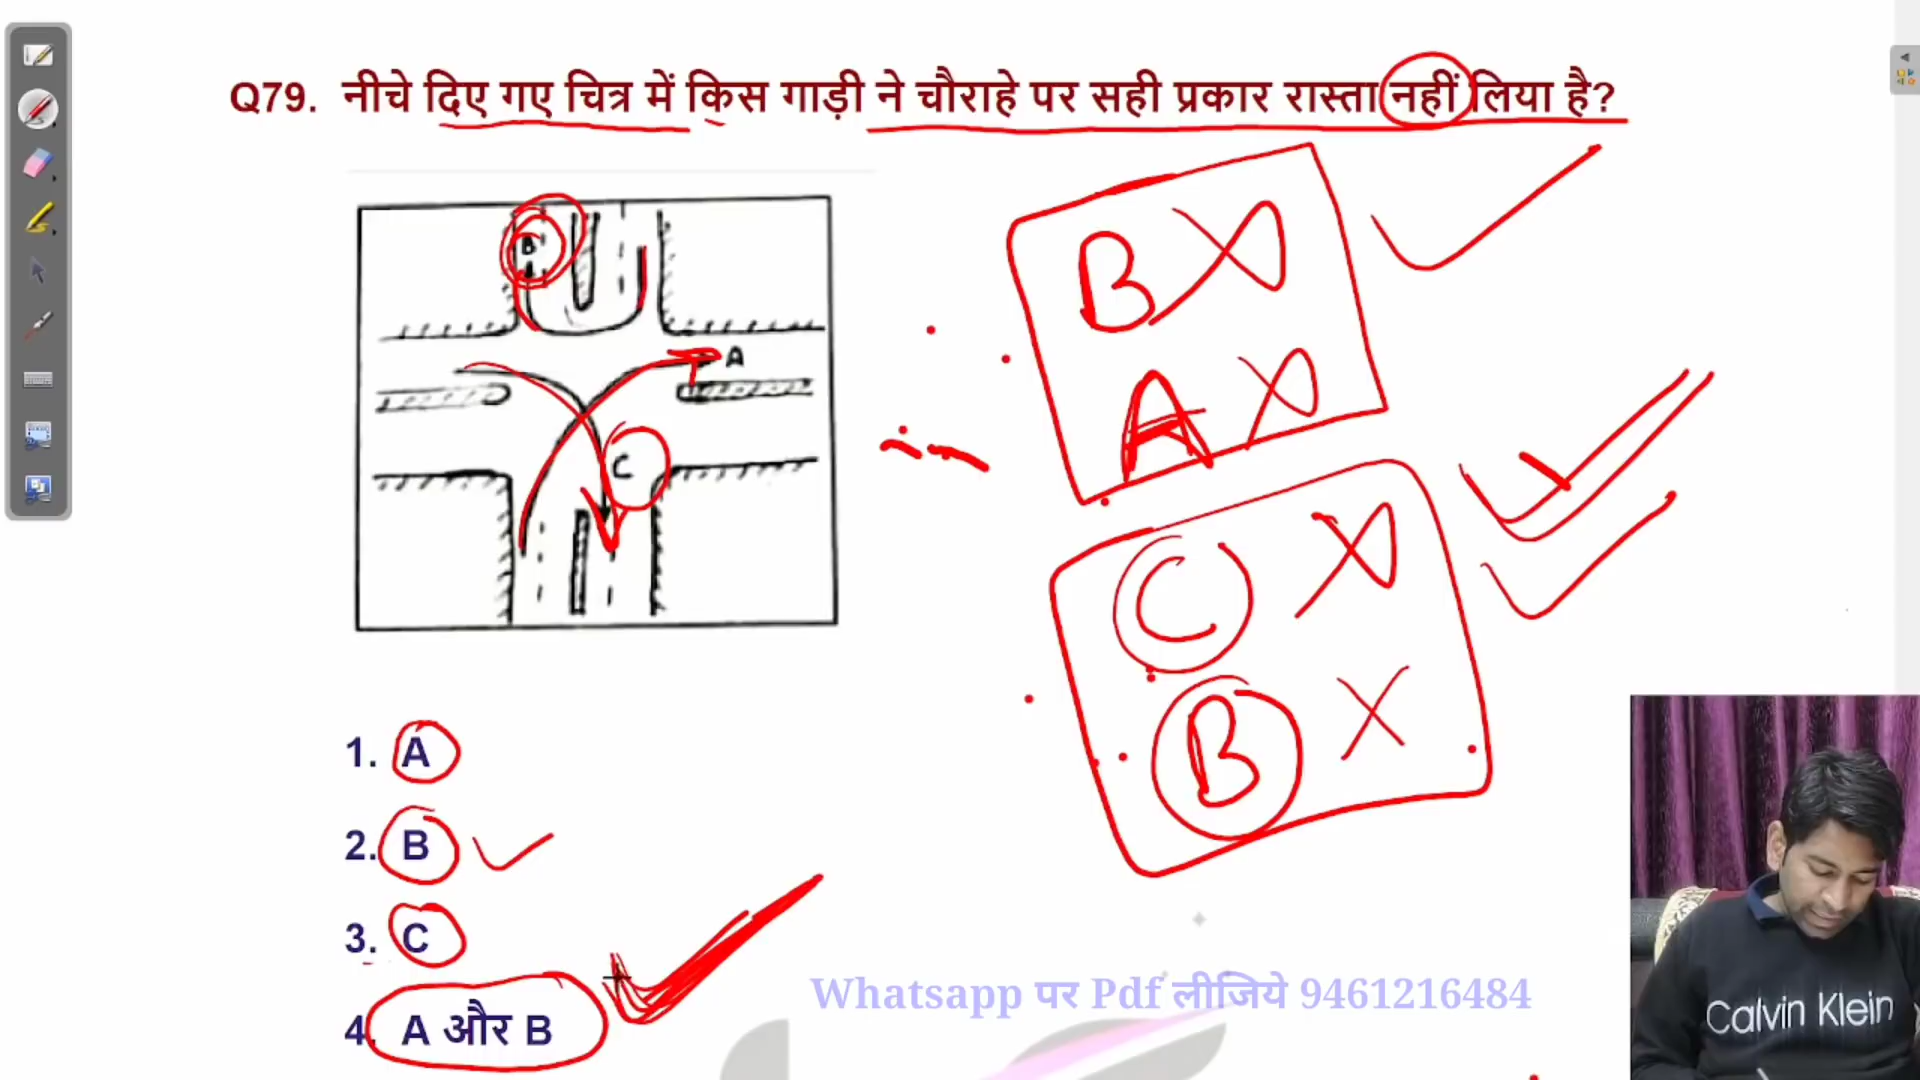 Q79. नीचे दिए गए चित्र में किस गाड़ी ने चौराहे पर सही प्रकार रास्ता नहीं लिया है?
B
A
C
B
A
C
B
1. A
2. B
3. C
4. A और B
Whatsapp पर Pdf लीजिये 9461216484
Calvin Klein